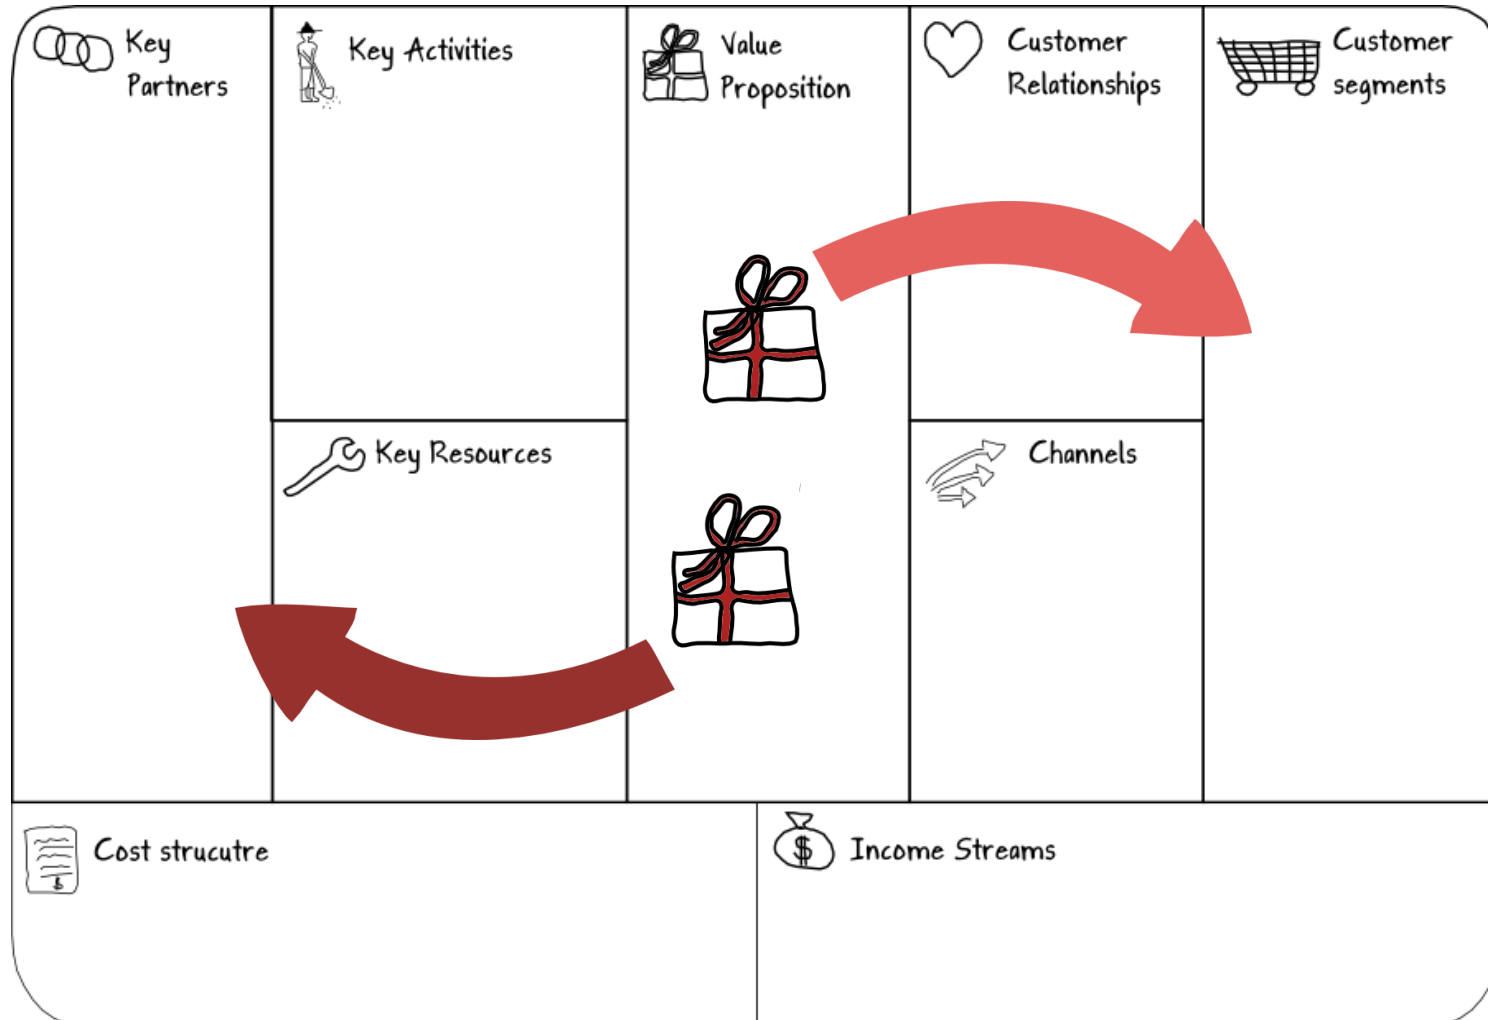 Key
Partners
Key Activities
Value
Proposition
Customer
Relationships
Customer
segments
Key Resources
Channels
Cost strucutre
$
Income Streams
$